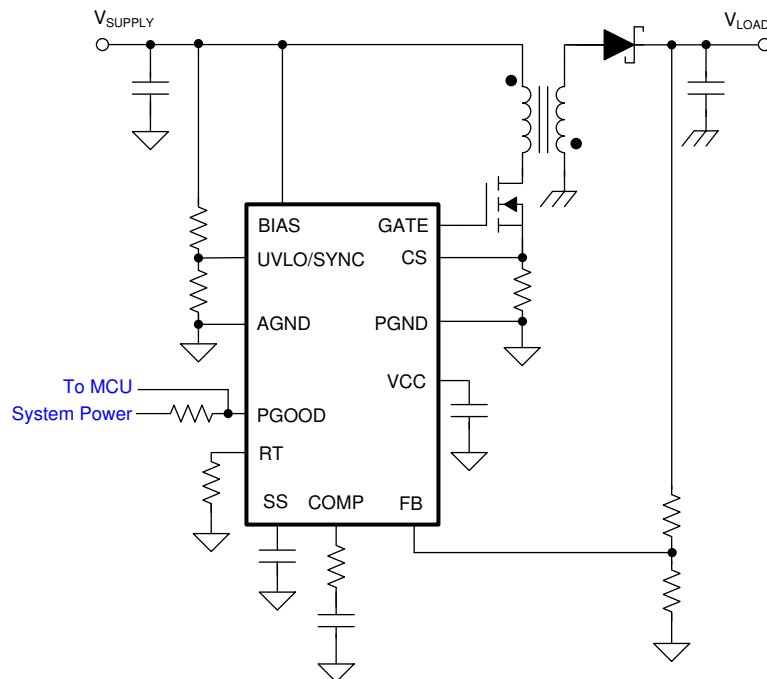 VSUPPLY
VLOAD
BIAS
GATE
UVLO/SYNC
CS
AGND
PGND
VCC
To MCU
System Power
PGOOD
RT
SS
COMP
FB